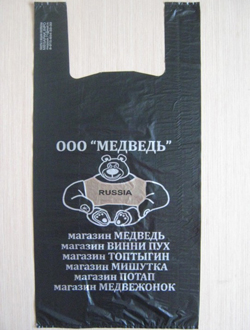 ООО "МЕДВЕДЬ"
RUSSIA
магазин МЕДВЕДЬ
магазин ВИННИ ПУХ
магазин ТОПТЫГИН
магазин МИШУТКА
магазин ПОТАП
магазин МЕДВЕЖОНОК